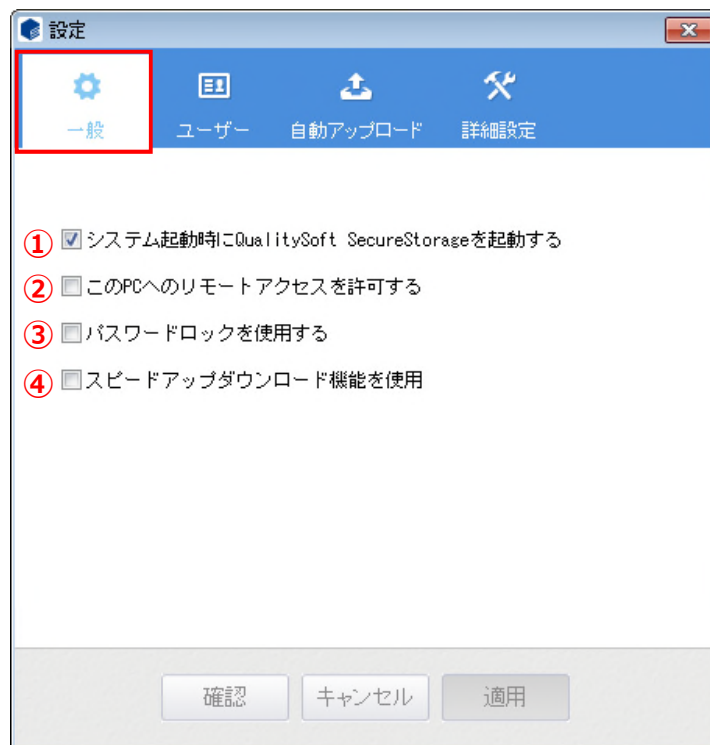 設定
一般 ユーザー 自動アップロード 詳細設定
① システム起動時にQualitySoft SecureStorageを起動する
② このPCへのリモートアクセスを許可する
③ パスワードロックを使用する
④ スピードアップダウンロード機能を使用
確認 キャンセル 適用